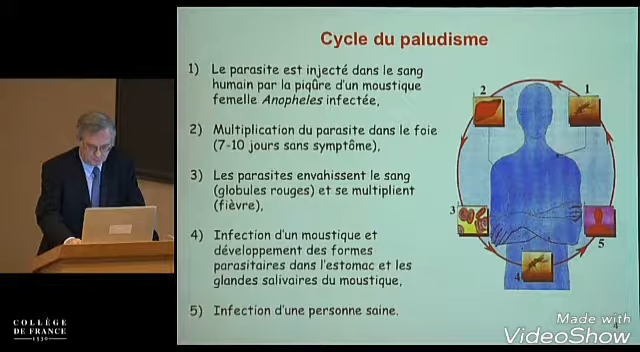 Cycle du paludisme
1) Le parasite est injecté dans le sang
humain par la piqûre d'un moustique
femelle Anopheles infectée,
2) Multiplication du parasite dans le foie
(7-10 jours sans symptôme),
3) Les parasites envahissent le sang
(globules rouges) et se multiplient
(fièvre),
4) Infection d'un moustique et
développement des formes
parasitaires dans l'estomac et les
glandes salivaires du moustique,
5) Infection d'une personne saine.
2
1
3
5
4
4
COLLÈGE
DE FRANCE
1530
Made with
VideoShow